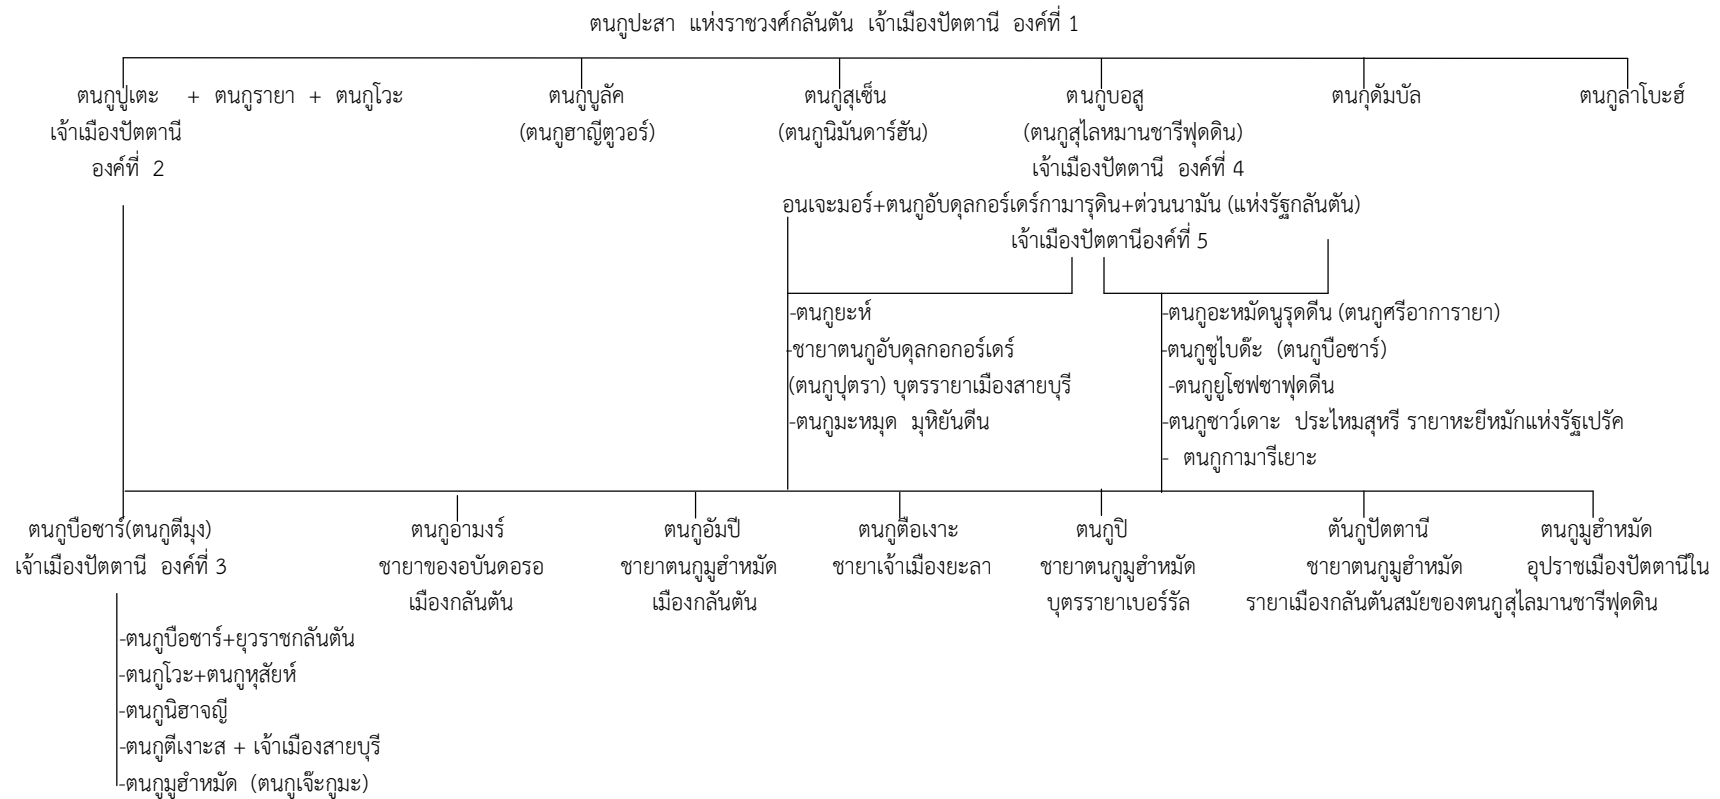 ตนกูปะสา แห่งราชวงศ์กลันตัน เจ้าเมืองปัตตานี องค์ที่ 1
ตนกูปูเตะ + ตนกูรายา + ตนกูโวะ
เจ้าเมืองปัตตานี
องค์ที่ 2
ตนกูบูลัค
(ตนกูฮาญีตูวอร์)
ตนกูสุเซ็น
(ตนกูนิมันดาร์ฮัน)
ตนกูบอสู
(ตนกูสุไลหมานชารีฟุดดิน)
เจ้าเมืองปัตตานี องค์ที่ 4
ตนกุดัมบัล
ตนกูลาโบะฮ์
อนเจะมอร์+ตนกูอับดุลกอร์เดร์กามารุดิน+ต่วนนามัน (แห่งรัฐกลันตัน)
เจ้าเมืองปัตตานีองค์ที่ 5
-ตนกูยะห์
-ชายาตนกูอับดุลกอกอร์เดร์
(ตนกูปุตรา) บุตรรายาเมืองสายบุรี
-ตนกูมะหมุด มุหิยันดีน
-ตนกูอะหมัดนูรุดดีน (ตนกูศรีอาการายา)
-ตนกูซูไบด๊ะ (ตนกูบือซาร์)
-ตนกูยูโซฟซาฟุดดีน
-ตนกูซาว์เดาะ ประไหมสุหรี รายาหะยีหมักแห่งรัฐเปรัค
- ตนกูกามารีเยาะ
ตนกูบือซาร์(ตนกูตีมุง)
เจ้าเมืองปัตตานี องค์ที่ 3
ตนกูอามงร์
ชายาของอบันดอรอ
เมืองกลันตัน
ตนกูอัมปี
ชายาตนกูมูฮำหมัด
เมืองกลันตัน
ตนกูตือเงาะ
ชายาเจ้าเมืองยะลา
ตนกูปิ
ชายาตนกูมูฮำหมัด
บุตรรายาเบอร์รัล
ตันกูปัตตานี
ชายาตนกูมูฮำหมัด
รายาเมืองกลันตันสมัยของตนกูสุไลมานชารีฟุดดิน
ตนกูมูฮำหมัด
อุปราชเมืองปัตตานีใน
-ตนกูบือซาร์+ยุวราชกลันตัน
-ตนกูโวะ+ตนกูหุสัยห์
-ตนกูนิฮาจญี
-ตนกูตีเงาะส + เจ้าเมืองสายบุรี
-ตนกูมูฮำหมัด (ตนกูเจ๊ะกูมะ)